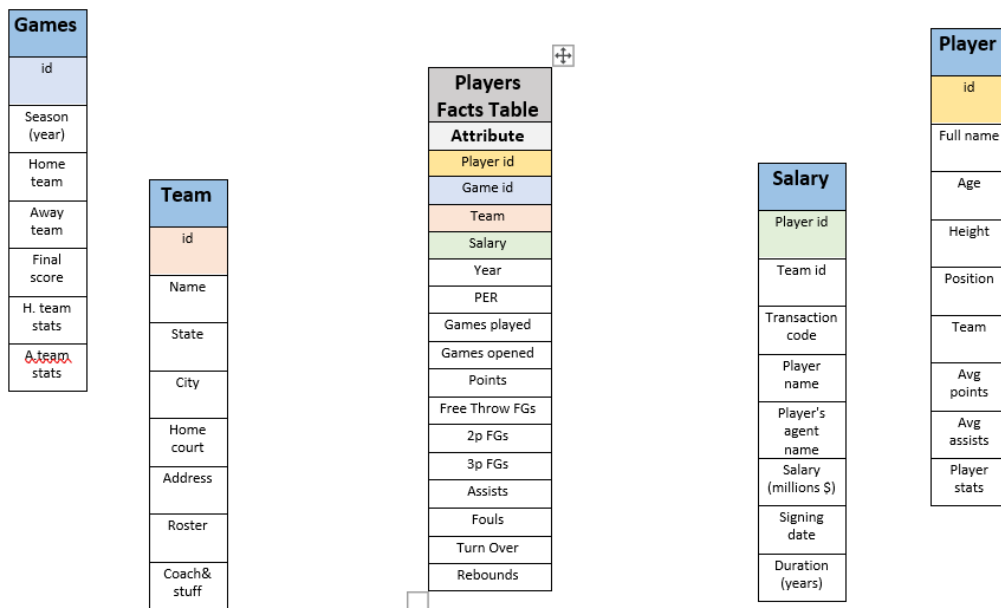 Games
id
Season
(year)
Home
team
Away
team
Final
score
H. team
stats
A.team
stats
Team
id
Name
State
City
Home
court
Address
Roster
Coach&
stuff
Players
Facts Table
Attribute
Player id
Game id
Team
Salary
Year
PER
Games played
Games opened
Points
Free Throw FGs
2p FGs
3p FGs
Assists
Fouls
Turn Over
Rebounds
Salary
Player id
Team id
Transaction
code
Player
name
Player's
agent
name
Salary
(millions $)
Signing
date
Duration
(years)
Player
id
Full name
Age
Height
Position
Team
Avg
points
Avg
assists
Player
stats